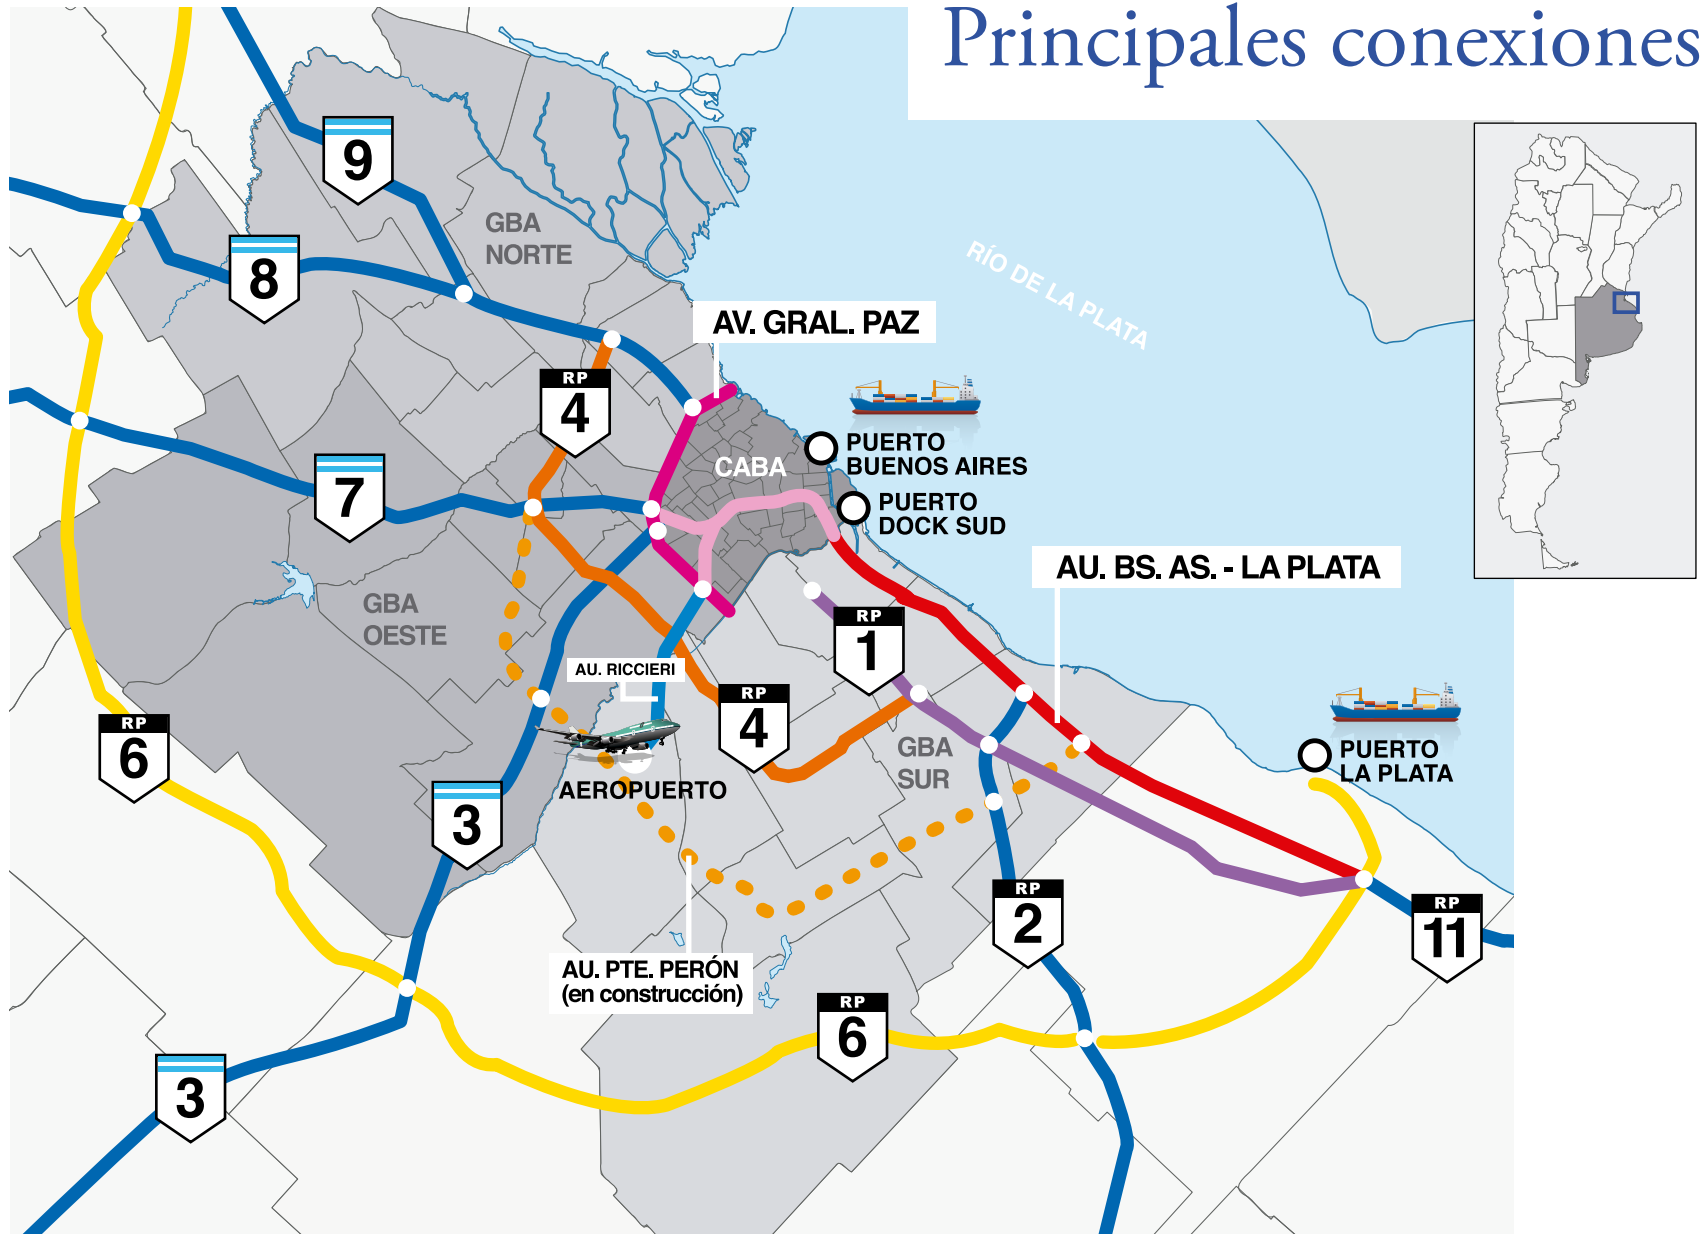 Principales conexiones
9
GBA
NORTE
8
RÍO DE LA PLATA
AV. GRAL. PAZ
RP
4
PUERTO
BUENOS AIRES
CABA
7
PUERTO
DOCK SUD
AU. BS. AS. - LA PLATA
GBA
OESTE
RP
1
AU. RICCIERI
RP
4
RP
6
GBA
SUR
PUERTO
LA PLATA
AEROPUERTO
3
RP
2
RP
11
AU. PTE. PERÓN
(en construcción)
RP
6
3